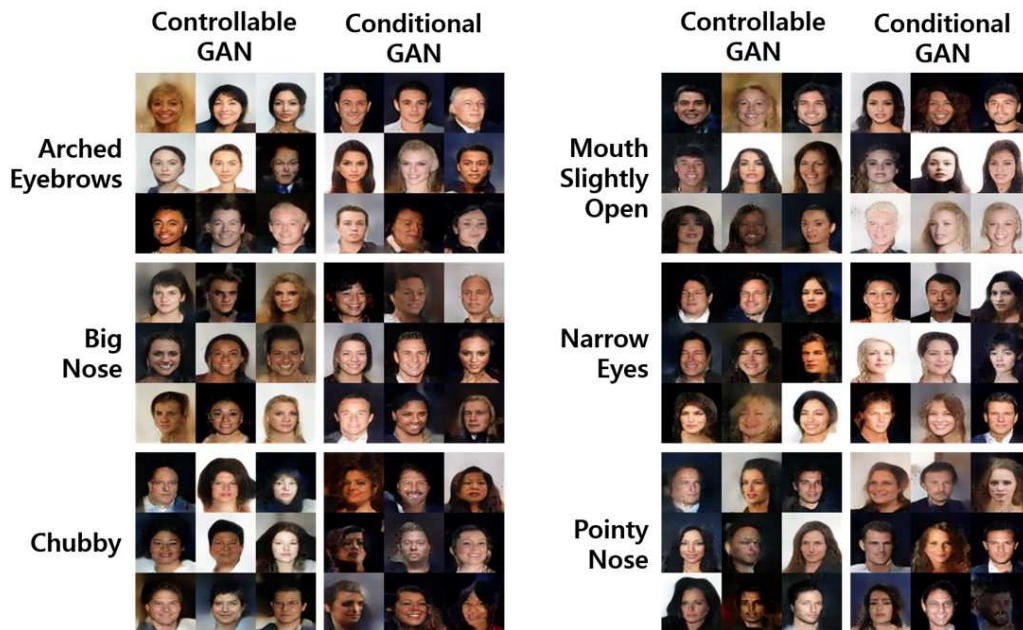 Controllable
GAN
Conditional
GAN
Arched
Eyebrows
Big
Nose
Chubby
Controllable
GAN
Conditional
GAN
Mouth
Slightly
Open
Narrow
Eyes
Pointy
Nose